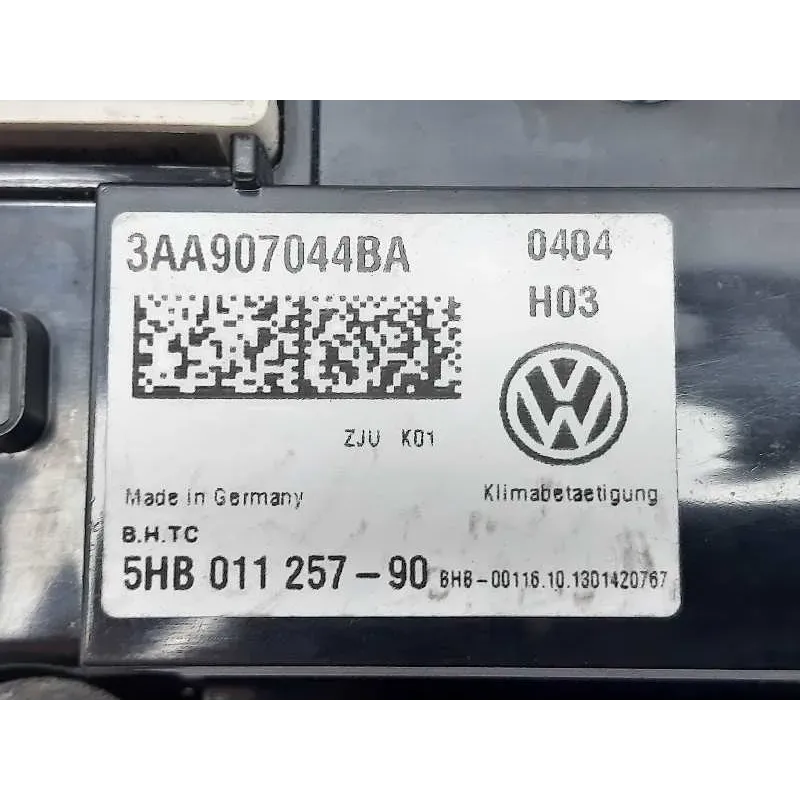 3AA907044BA 0404
H03
ZJU K01
Made in Germany Klimabetaetigung
B.H.TC
5HB 011 257-90 BHB-00116.10.1301420767